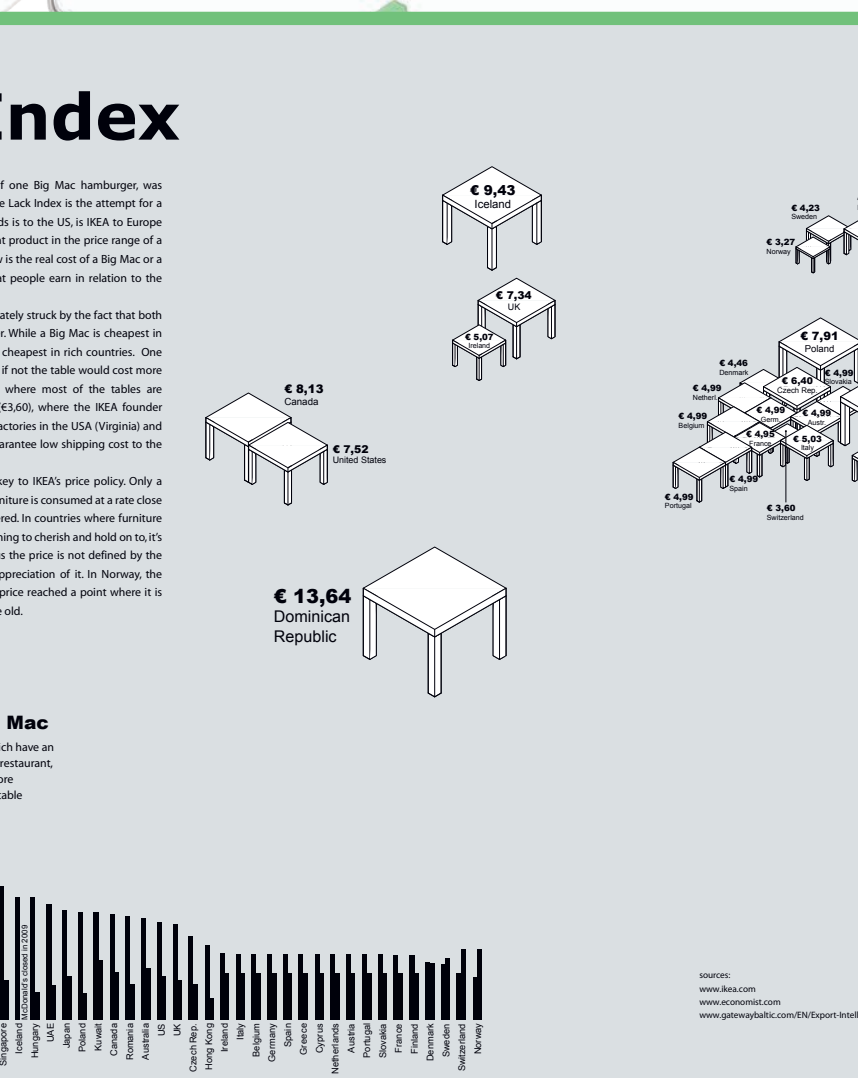 Index
f one Big Mac hamburger, was
e Lack Index is the attempt for a
ds is to the US, is IKEA to Europe
nt product in the price range of a
w is the real cost of a Big Mac or a
at people earn in relation to the
ately struck by the fact that both
r. While a Big Mac is cheapest in
cheapest in rich countries. One
if not the table would cost more
where most of the tables are
(€3,60), where the IKEA founder
actories in the USA (Virginia) and
arantee low shipping cost to the
key to IKEA's price policy. Only a
niture is consumed at a rate close
ered. In countries where furniture
hing to cherish and hold on to, it's
s the price is not defined by the
ppreciation of it. In Norway, the
price reached a point where it is
e old.
€ 9,43
Iceland
€ 7,34
UK
€ 5,07
Ireland
€ 8,13
Canada
€ 7,52
United States
€ 13,64
Dominican
Republic
€ 4,23
Sweden
€ 3,27
Norway
€ 7,91
Poland
€ 4,46
Denmark
€ 6,40
Czech Rep.
€ 4,99
Slovakia
€ 4,99
Netherl.
€ 4,99
Belgium
€ 4,99
Germ.
€ 4,99
Austr.
€ 4,95
France
€ 5,03
Italy
€ 4,99
Spain
€ 4,99
Portugal
€ 3,60
Switzerland
Mac
ich have an
restaurant,
ore
table
Singapore
Iceland
McDonald's closed in 2009
Hungary
UAE
Japan
Poland
Kuwait
Canada
Romania
Australia
US
UK
Czech Rep.
Hong Kong
Ireland
Italy
Belgium
Germany
Spain
Greece
Cyprus
Netherlands
Austria
Portugal
Slovakia
France
Finland
Denmark
Sweden
Switzerland
Norway
sources:
www.ikea.com
www.economist.com
www.gatewaybaltic.com/EN/Export-Intell